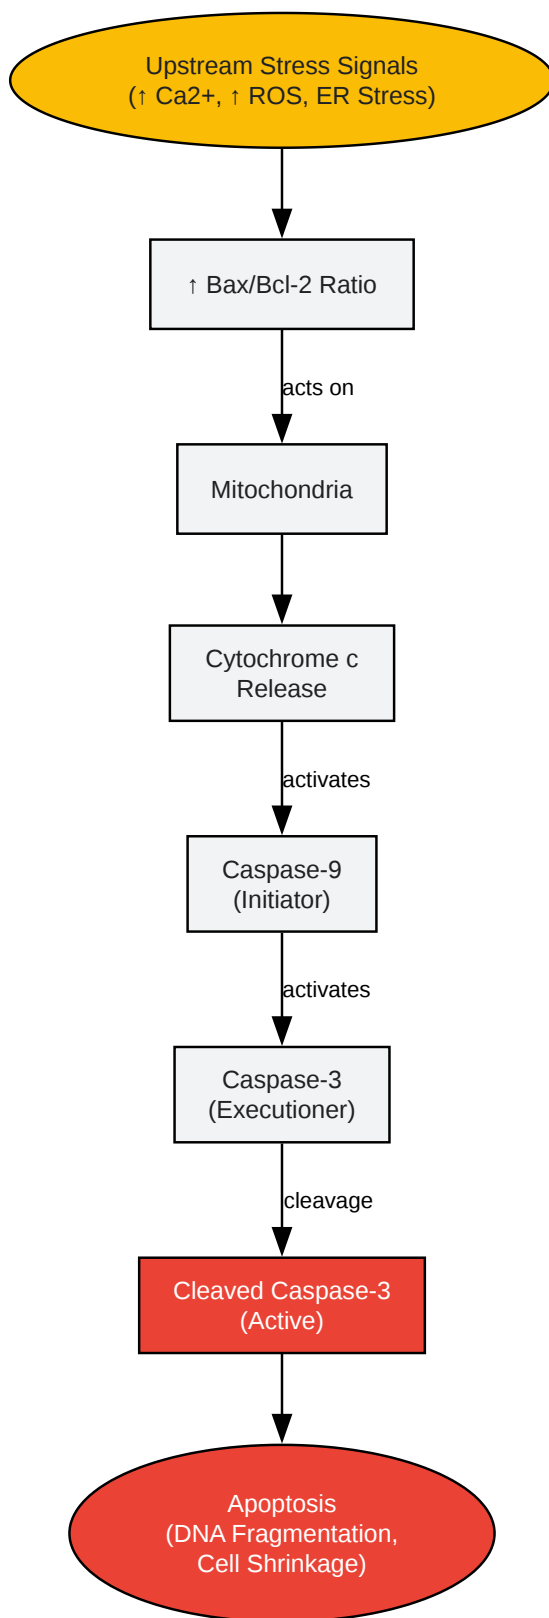 Upstream Stress Signals
(↑ Ca2+, ↑ ROS, ER Stress)
↑ Bax/Bcl-2 Ratio
acts on
Mitochondria
Cytochrome c
Release
activates
Caspase-9
(Initiator)
activates
Caspase-3
(Executioner)
cleavage
Cleaved Caspase-3
(Active)
Apoptosis
(DNA Fragmentation,
Cell Shrinkage)